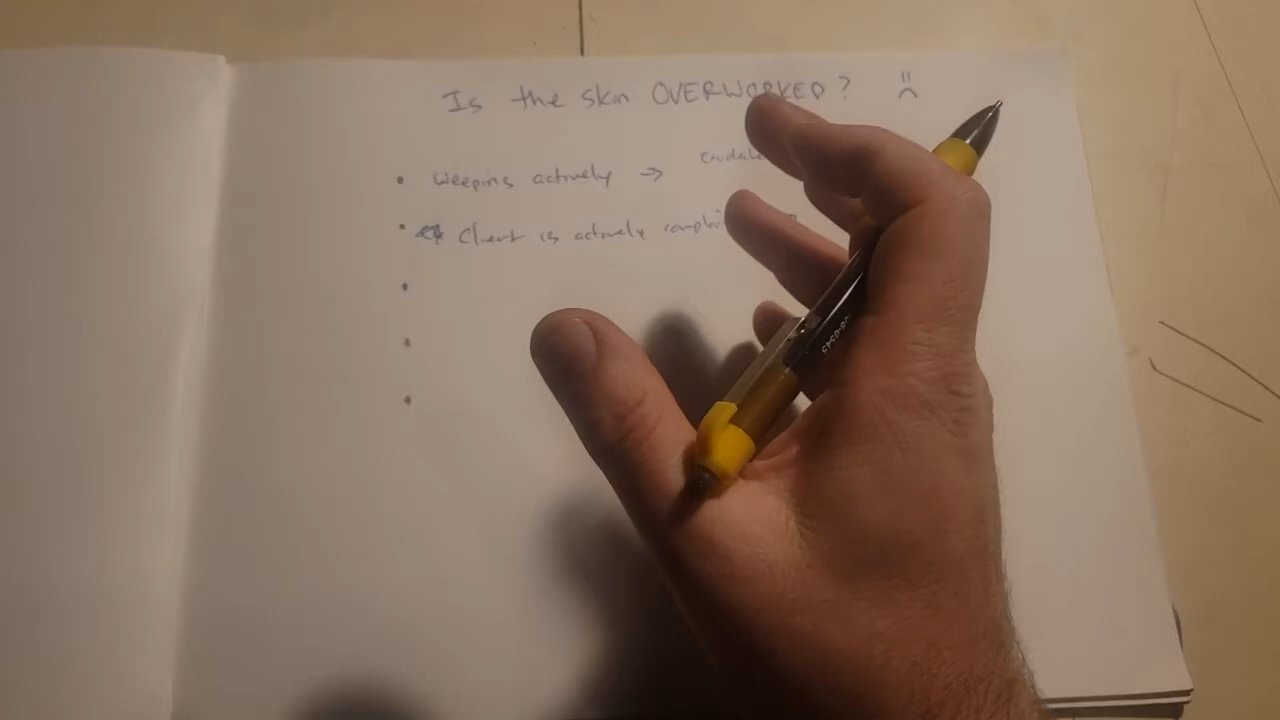 Is the skin OVERWORKED?
• Weeping actively →
• Client is actively
•
•
•